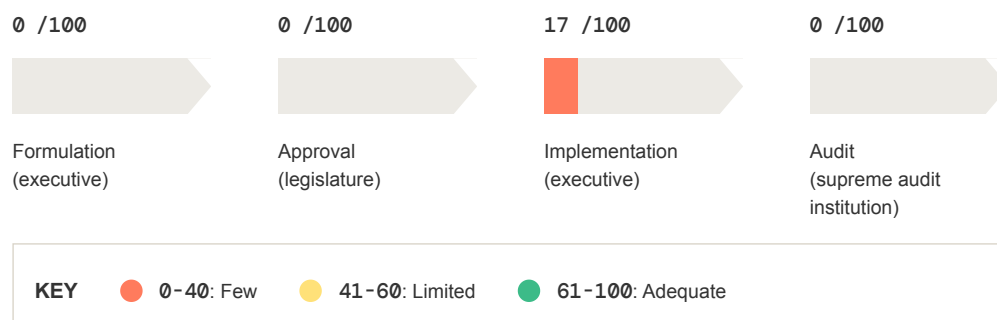 0 /100
0 /100
17 /100
0 /100
Formulation
(executive)
Approval
(legislature)
Implementation
(executive)
Audit
(supreme audit
institution)
KEY
0-40: Few
41-60: Limited
61-100: Adequate